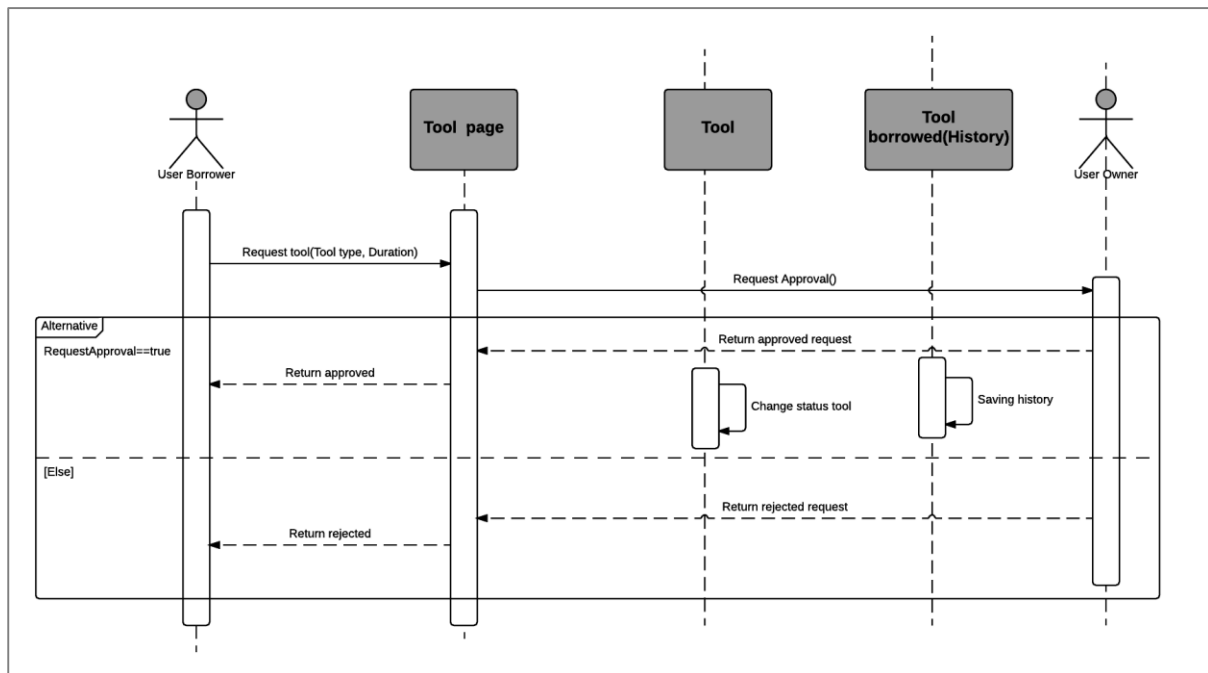 Tool page
Tool
Tool
borrowed(History)
User Borrower
User Owner
Request tool(Tool type, Duration)
Request Approval()
Alternative
RequestApproval==true
Return approved request
Return approved
Change status tool
Saving history
[Else]
Return rejected request
Return rejected